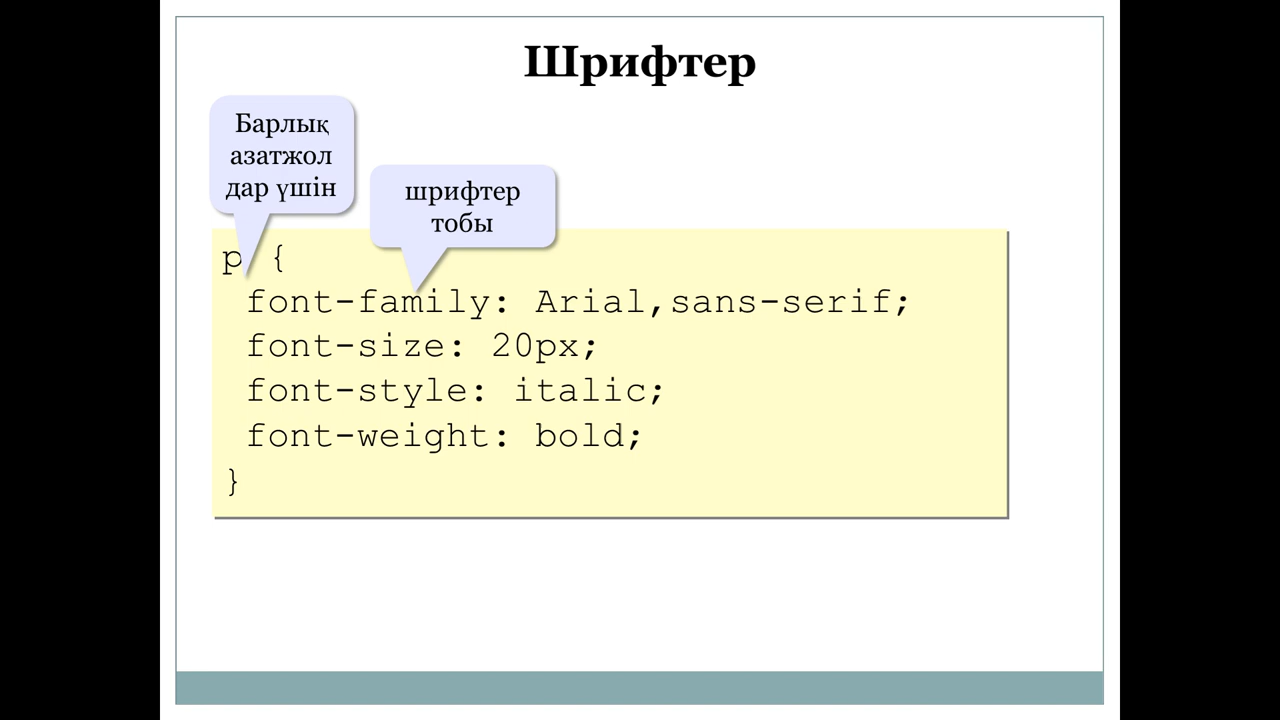 Шрифтер
Барлық
азатжол
дар үшін
шрифтер
тобы
p {
font-family: Arial,sans-serif;
font-size: 20px;
font-style: italic;
font-weight: bold;
}